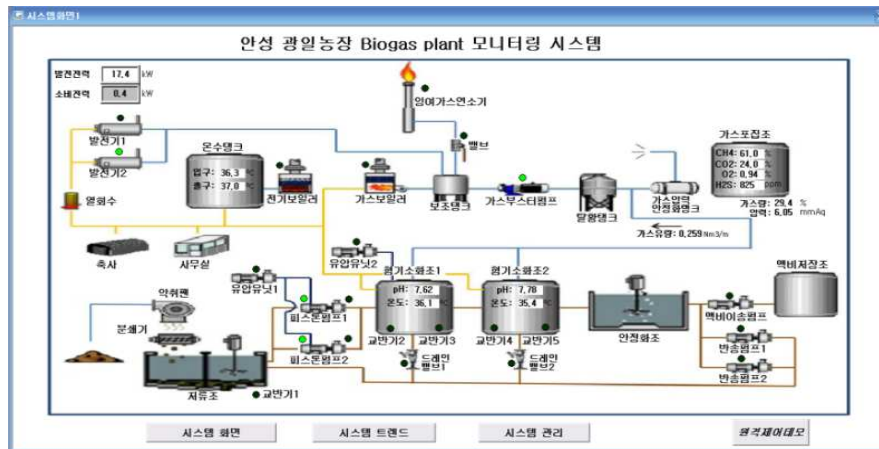 시스템화면1
안성 광일농장 Biogas plant 모니터링 시스템
발전전력 17,4 kW
소비전력 0,4 kW
잉여가스연소기
밸브
가스포집조
CH4: 61,0 %
CO2: 24,0 %
O2: 0,94 %
H2S: 825 ppm
가스량: 29,4 %
압력: 6,05 mmAq
발전기1
발전기2
온수탱크
입구: 36,3 ℃
출구: 37,0 ℃
열회수
전기보일러
가스보일러
보조탱크
가스부스터펌프
탈황탱크
가스압력
안정화탱크
가스유량: 0,259 Nm3/m
축사
사무실
유압유닛2
유압유닛1
혐기소화조1
pH: 7,62
온도: 36,1 ℃
혐기소화조2
pH: 7,78
온도: 35,4 ℃
액비저장조
악취팬
분쇄기
피스톤펌프1
피스톤펌프2
교반기2
교반기3
교반기4
교반기5
드레인
밸브1
드레인
밸브2
안정화조
액비이송펌프
반송펌프1
반송펌프2
저류조
교반기1
시스템 화면
시스템 트랜드
시스템 관리
원격제어데모